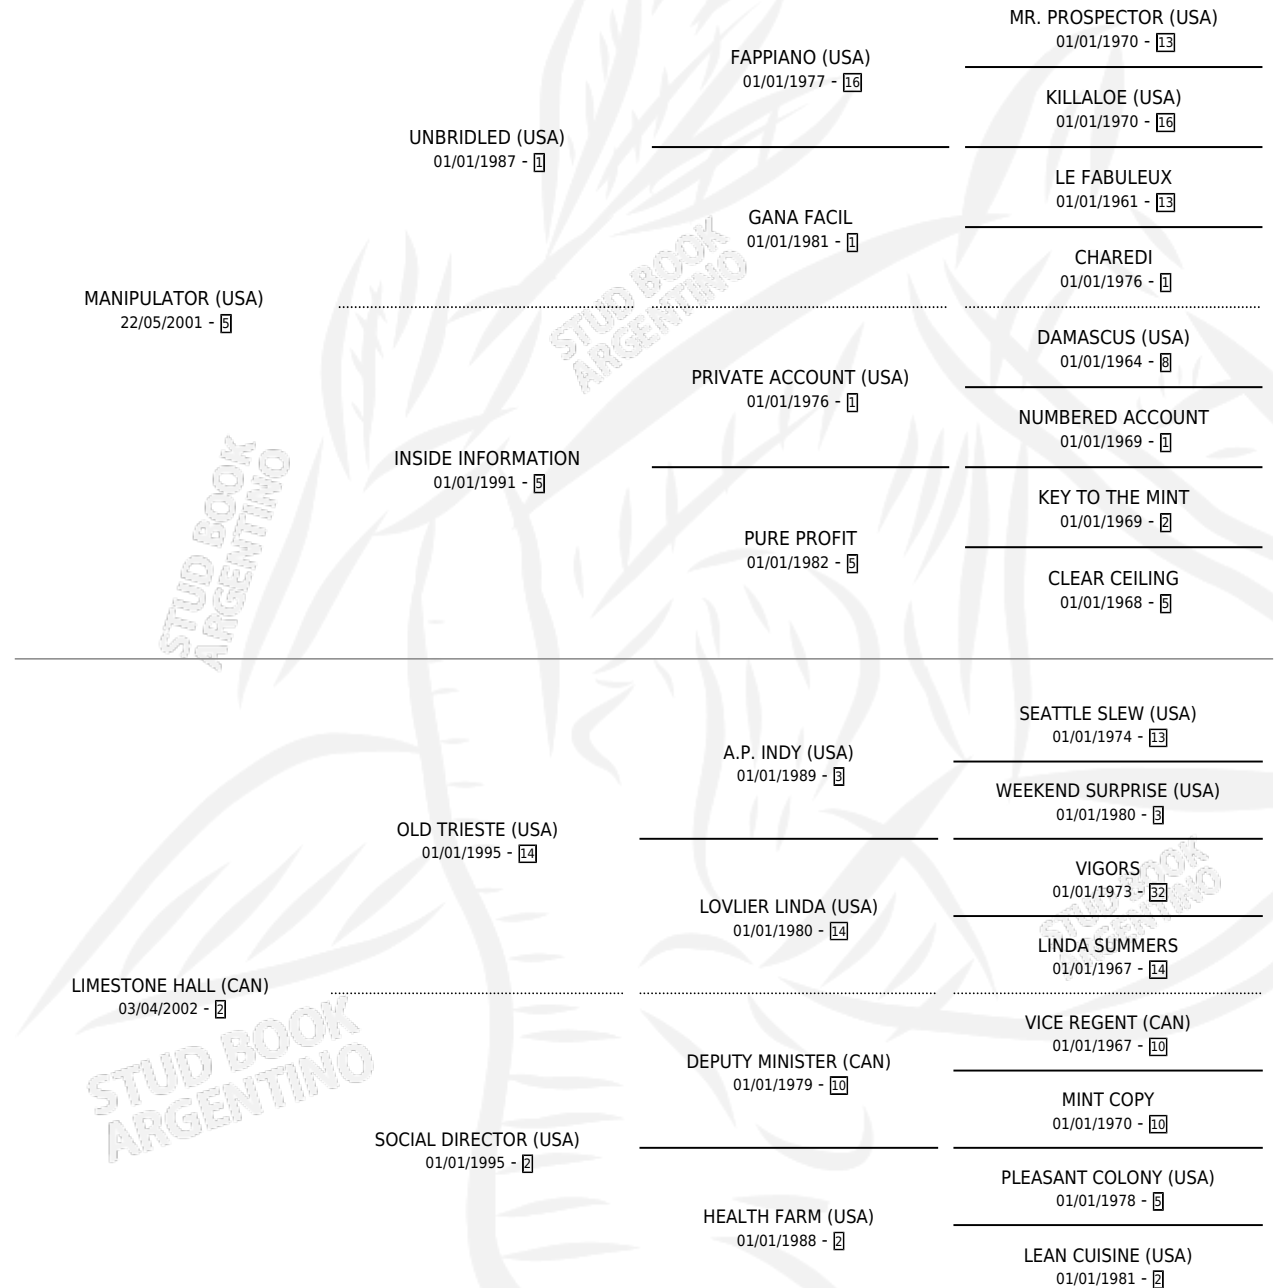 MR. PROSPECTOR (USA)
01/01/1970 - 13
FAPPIANO (USA)
01/01/1977 - 16
KILLALOE (USA)
01/01/1970 - 16
UNBRIDLED (USA)
01/01/1987 - 1
LE FABULEUX
01/01/1961 - 13
GANA FACIL
01/01/1981 - 1
CHAREDI
01/01/1976 - 1
MANIPULATOR (USA)
22/05/2001 - 5
DAMASCUS (USA)
01/01/1964 - 8
PRIVATE ACCOUNT (USA)
01/01/1976 - 1
NUMBERED ACCOUNT
01/01/1969 - 1
INSIDE INFORMATION
01/01/1991 - 5
KEY TO THE MINT
01/01/1969 - 2
PURE PROFIT
01/01/1982 - 5
CLEAR CEILING
01/01/1968 - 5
STUD BOOK
ARGENTINO
STUD BOOK
ARGENTINO
SEATTLE SLEW (USA)
01/01/1974 - 13
A.P. INDY (USA)
01/01/1989 - 3
WEEKEND SURPRISE (USA)
01/01/1980 - 3
OLD TRIESTE (USA)
01/01/1995 - 14
VIGORS
01/01/1973 - 32
LOVLIER LINDA (USA)
01/01/1980 - 14
LINDA SUMMERS
01/01/1967 - 14
LIMESTONE HALL (CAN)
03/04/2002 - 2
VICE REGENT (CAN)
01/01/1967 - 10
DEPUTY MINISTER (CAN)
01/01/1979 - 10
MINT COPY
01/01/1970 - 10
SOCIAL DIRECTOR (USA)
01/01/1995 - 2
PLEASANT COLONY (USA)
01/01/1978 - 5
HEALTH FARM (USA)
01/01/1988 - 2
LEAN CUISINE (USA)
01/01/1981 - 2
STUD BOOK
ARGENTINO
STUD BOOK
ARGENTINO